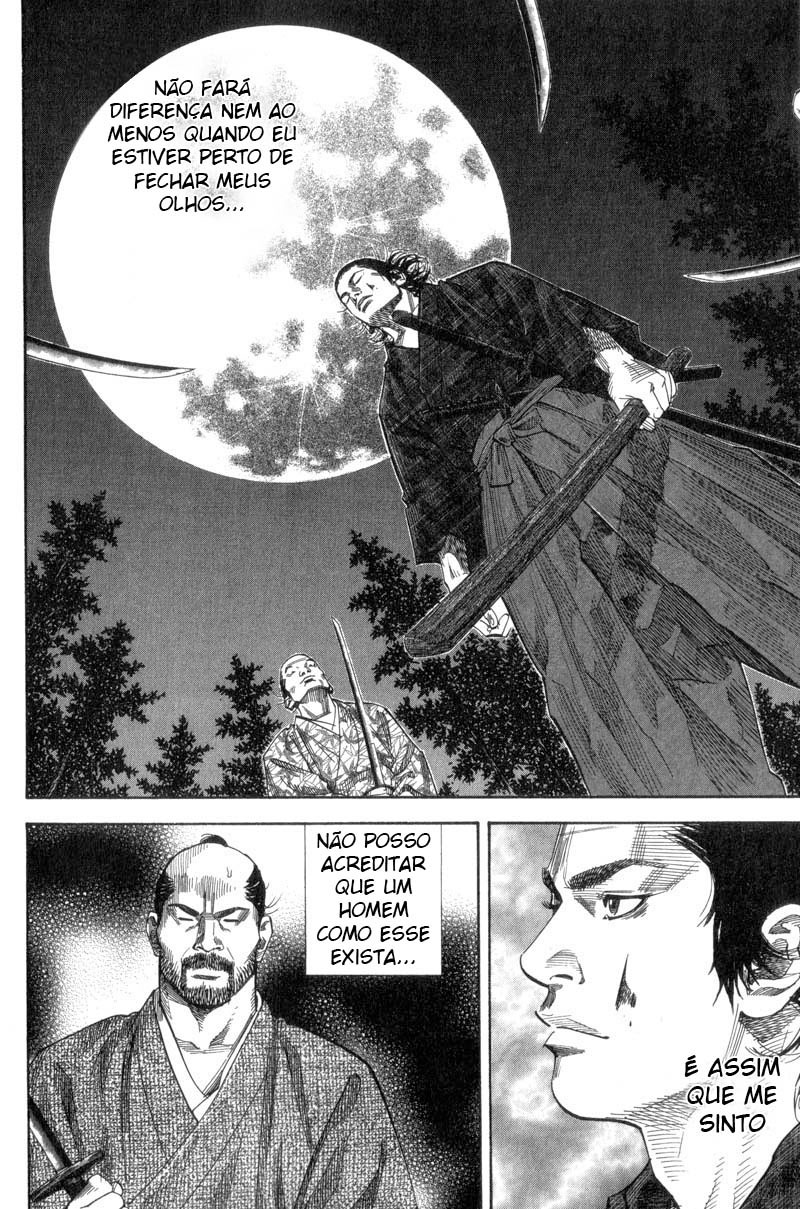 NÃO FARÁ
DIFERENÇA NEM AO
MENOS QUANDO EU
ESTIVER PERTO DE
FECHAR MEUS
OLHOS...
É ASSIM
QUE ME
SINTO
NÃO POSSO
ACREDITAR
QUE UM
HOMEM
COMO ESSE
EXISTA...